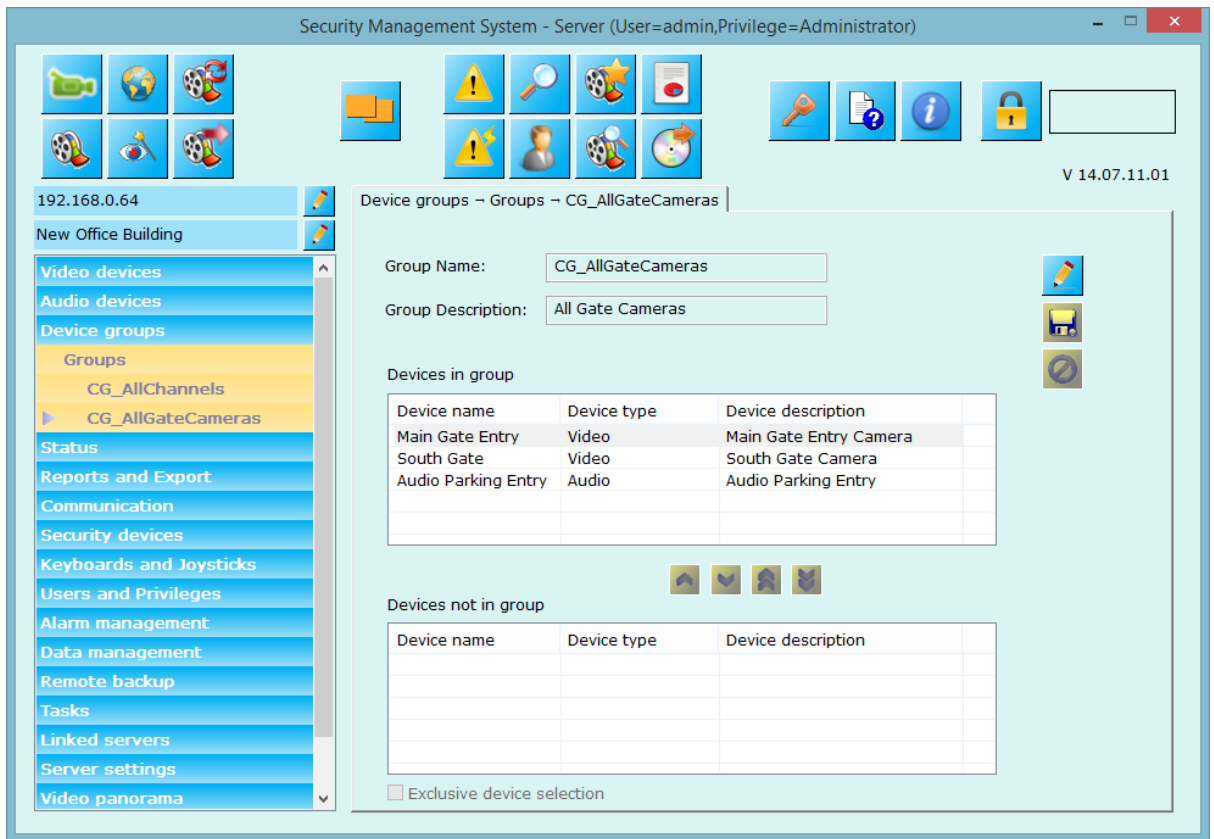 Security Management System - Server (User=admin,Privilege=Administrator)
V 14.07.11.01
192.168.0.64
New Office Building
Video devices
Audio devices
Device groups
Groups
CG_AllChannels
CG_AllGateCameras
Status
Reports and Export
Communication
Security devices
Keyboards and Joysticks
Users and Privileges
Alarm management
Data management
Remote backup
Tasks
Linked servers
Server settings
Video panorama
Device groups → Groups → CG_AllGateCameras
Group Name: CG_AllGateCameras
Group Description: All Gate Cameras
Devices in group
Device name Device type Device description
Main Gate Entry Video Main Gate Entry Camera
South Gate Video South Gate Camera
Audio Parking Entry Audio Audio Parking Entry
Devices not in group
Device name Device type Device description
Exclusive device selection